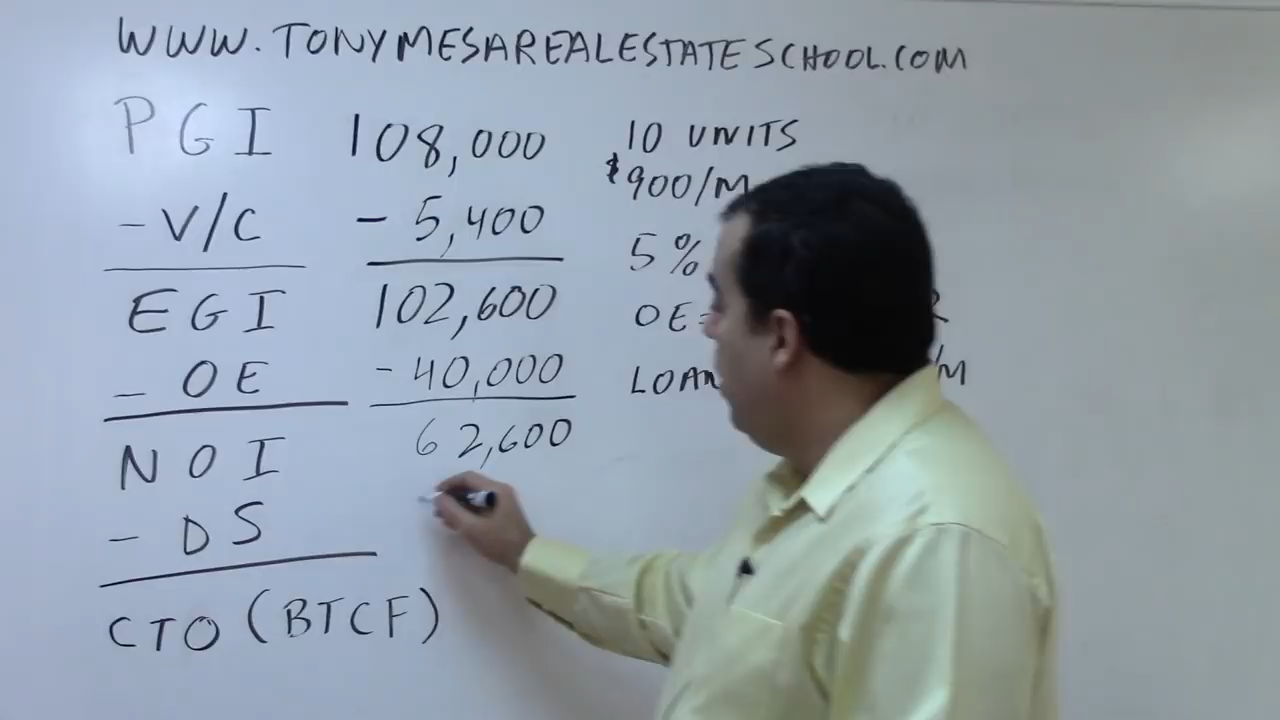 WWW.TONYMESAREALESTATESCHOOL.COM
PGI 108,000
- V/C - 5,400
EGI 102,600
- OE - 40,000
NOI 62,600
- DS
CTO (BTCF)
10 UNITS
$900/M
5%
OE
LOAN
/M